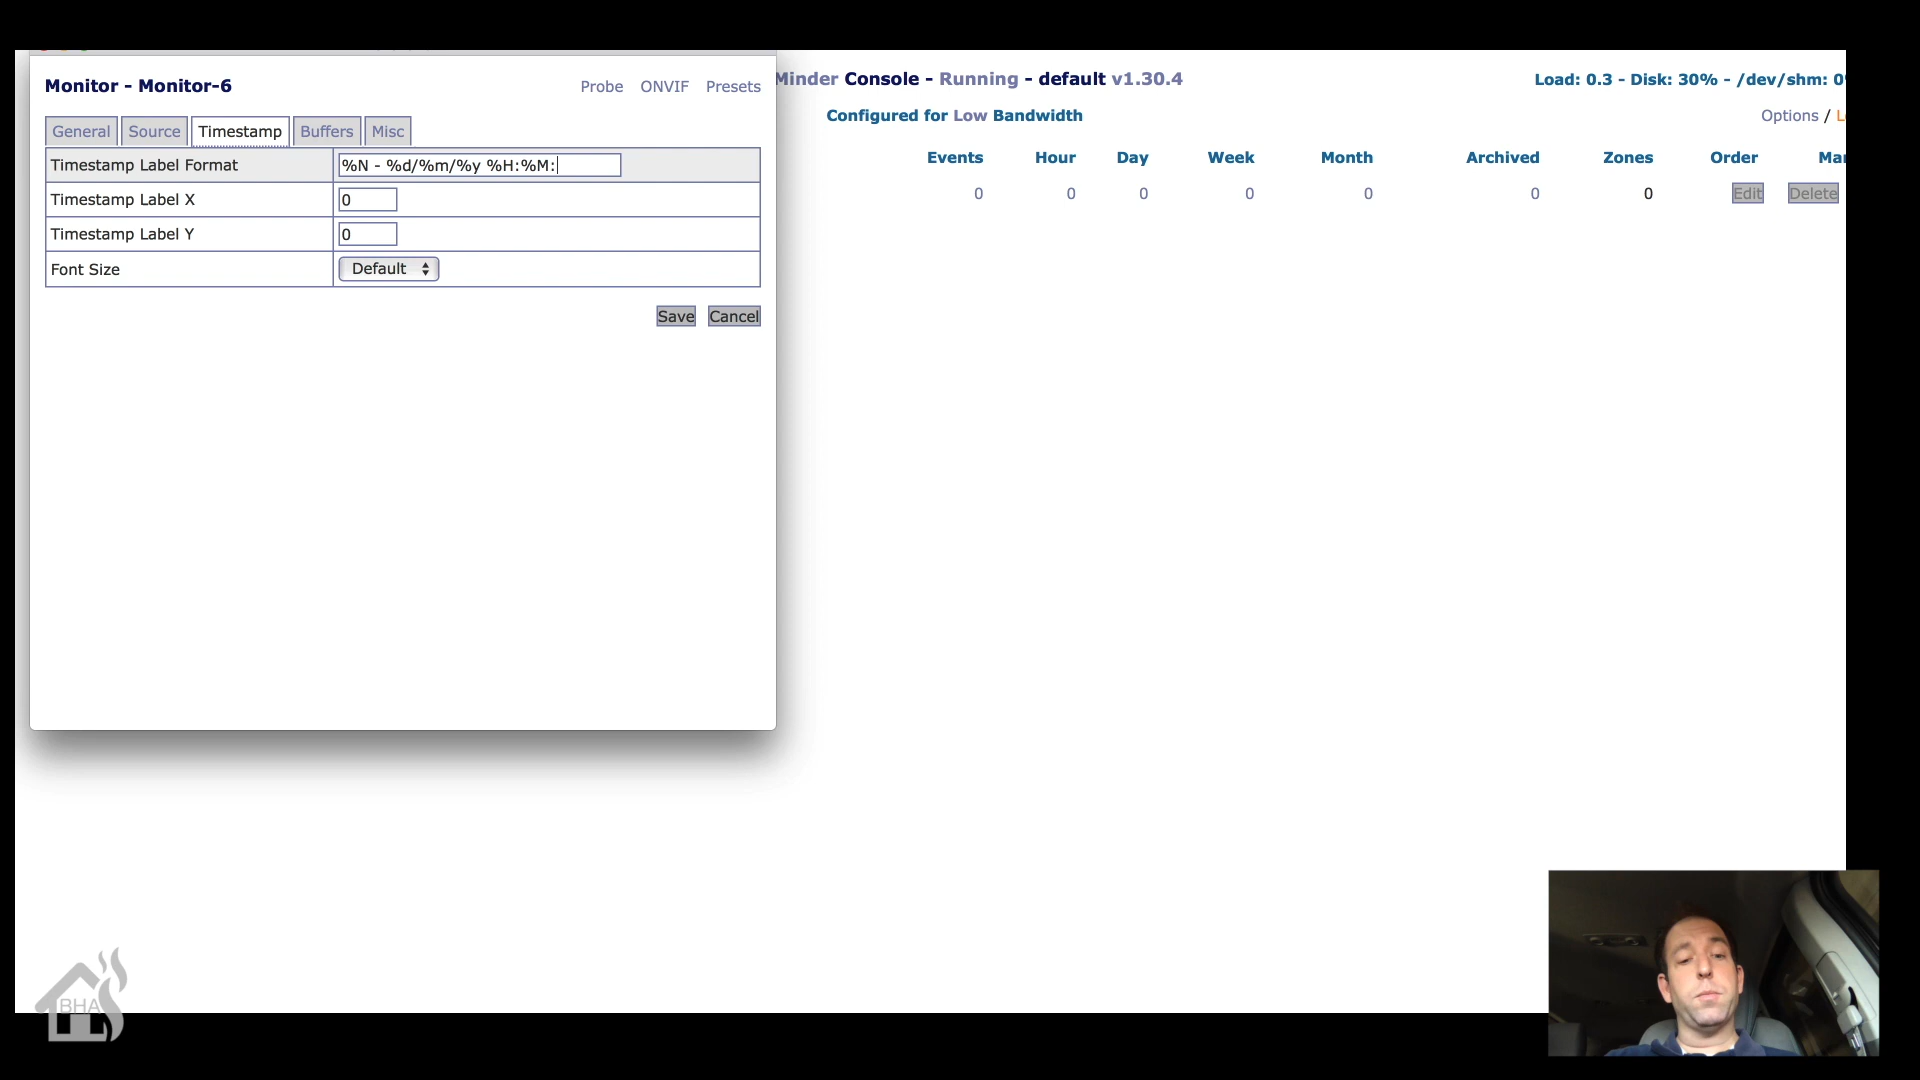 Monitor - Monitor-6 Probe ONVIF Presets
General Source Timestamp Buffers Misc
Timestamp Label Format %N - %d/%m/%y %H:%M:
Timestamp Label X 0
Timestamp Label Y 0
Font Size Default
Save Cancel
Minder Console - Running - default v1.30.4 Load: 0.3 - Disk: 30% - /dev/shm:
Configured for Low Bandwidth Options /
Events Hour Day Week Month Archived Zones Order
0 0 0 0 0 0 0 Edit Delete
BHA